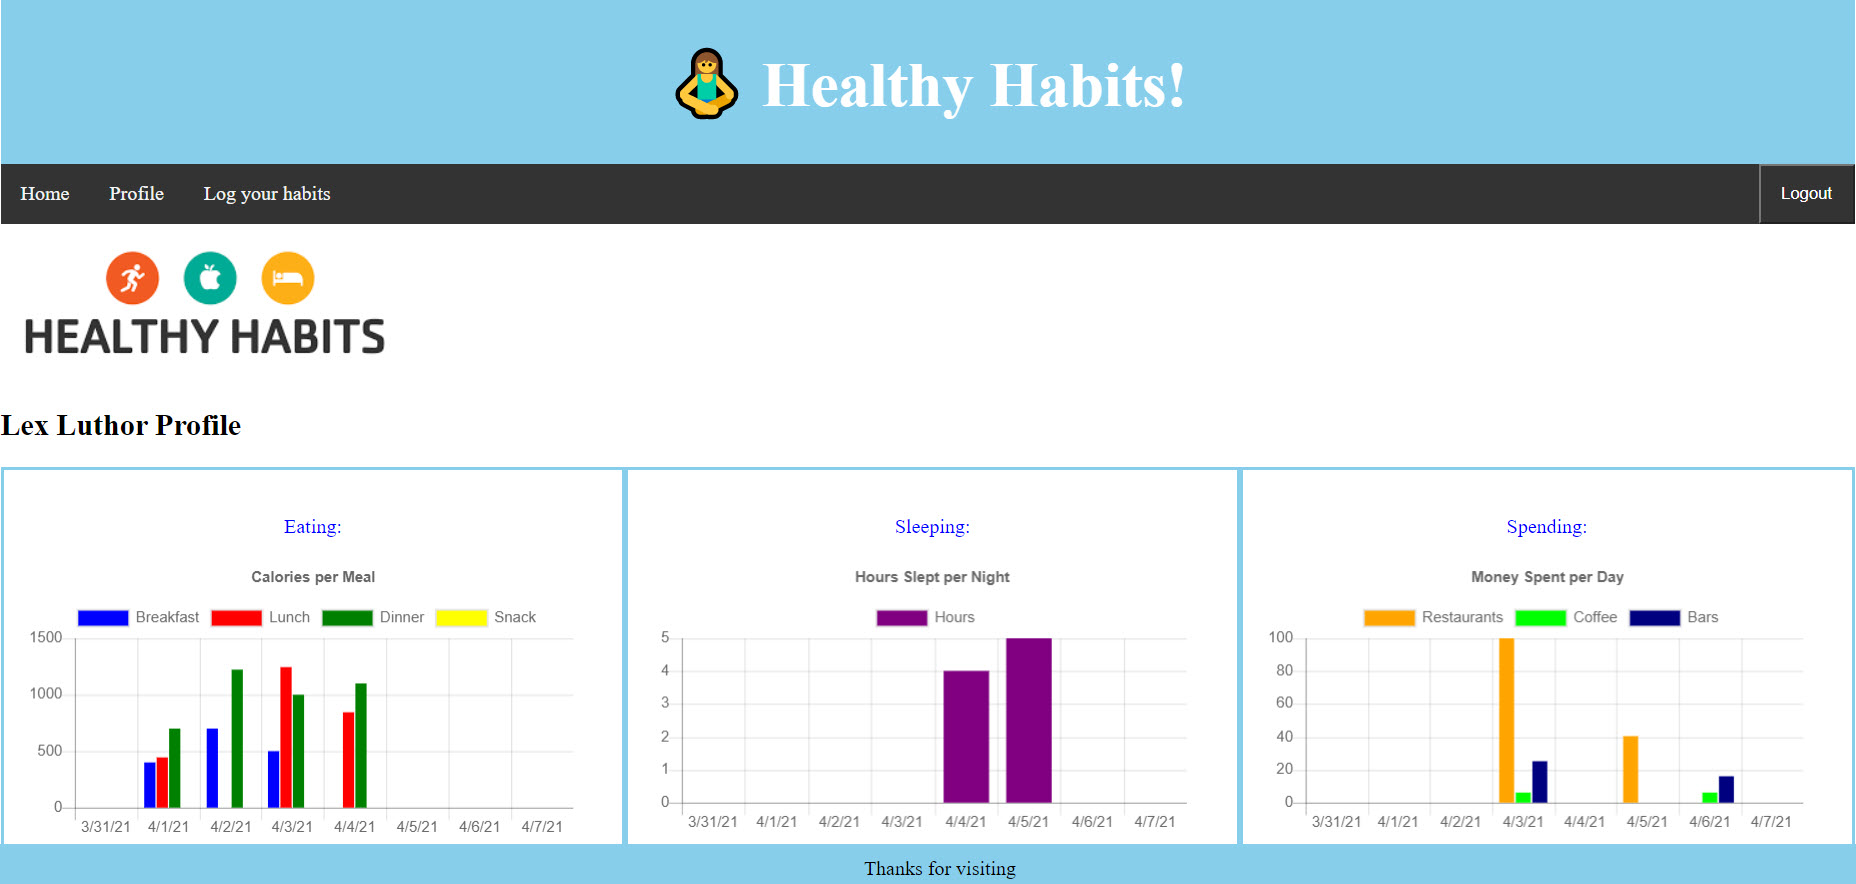 Healthy Habits!
Home Profile Log your habits Logout
HEALTHY HABITS
Lex Luthor Profile
Eating:
Calories per Meal
Breakfast Lunch Dinner Snack
1500
1000
500
0
3/31/21 4/1/21 4/2/21 4/3/21 4/4/21 4/5/21 4/6/21 4/7/21
Sleeping:
Hours Slept per Night
Hours
5
4
3
2
1
0
3/31/21 4/1/21 4/2/21 4/3/21 4/4/21 4/5/21 4/6/21 4/7/21
Spending:
Money Spent per Day
Restaurants Coffee Bars
100
80
60
40
20
0
3/31/21 4/1/21 4/2/21 4/3/21 4/4/21 4/5/21 4/6/21 4/7/21
Thanks for visiting